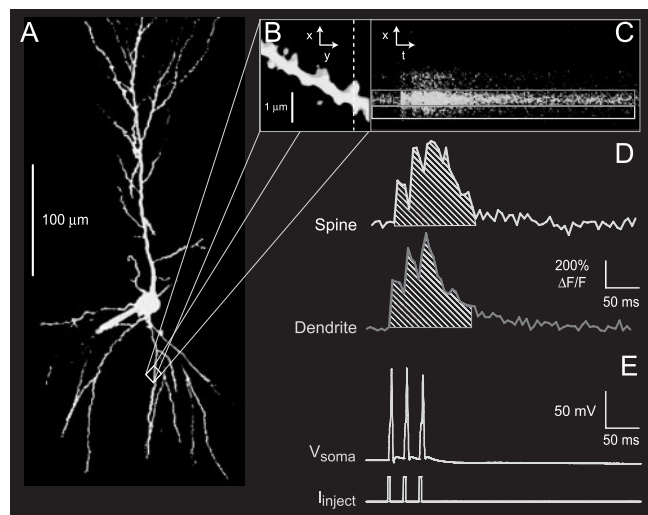 A
B
C
x
y
x
t
1 µm
100 µm
D
Spine
200%
ΔF/F
50 ms
Dendrite
E
50 mV
50 ms
Vsoma
Iinject